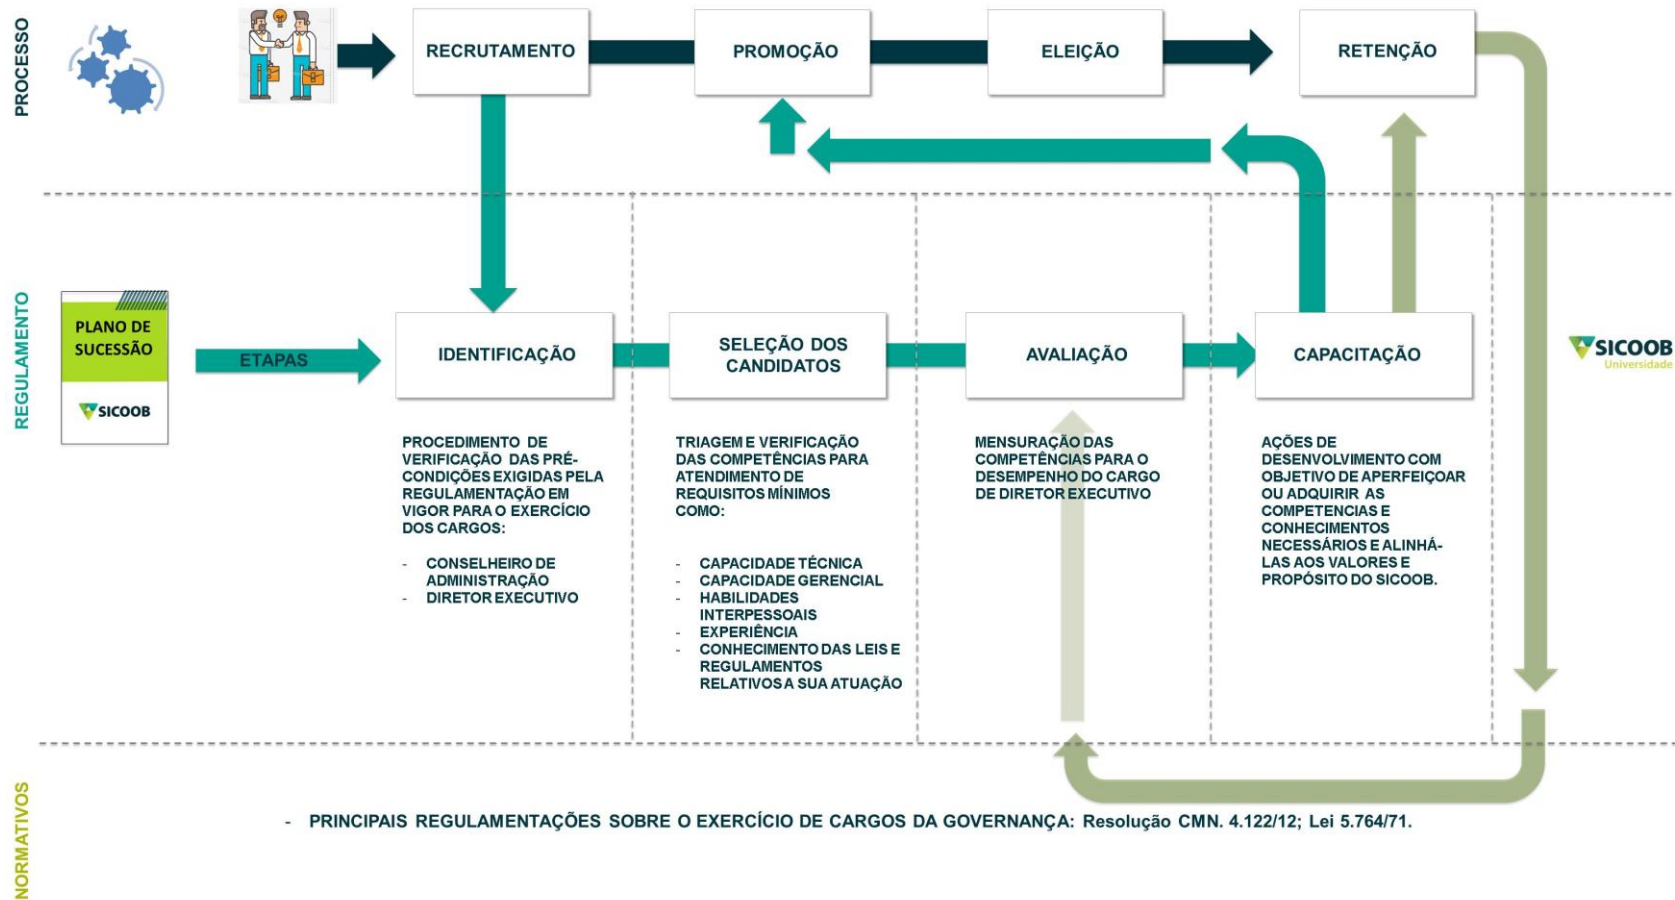 PROCESSO
RECRUTAMENTO
PROMOÇÃO
ELEIÇÃO
RETENÇÃO
REGULAMENTO
PLANO DE
SUCESSÃO
SICOOB
ETAPAS
IDENTIFICAÇÃO
SELEÇÃO DOS
CANDIDATOS
AVALIAÇÃO
CAPACITAÇÃO
SICOOB
Universidade
PROCEDIMENTO DE
VERIFICAÇÃO DAS PRÉ-
CONDIÇÕES EXIGIDAS PELA
REGULAMENTAÇÃO EM
VIGOR PARA O EXERCÍCIO
DOS CARGOS:
- CONSELHEIRO DE
ADMINISTRAÇÃO
- DIRETOR EXECUTIVO
TRIAGEM E VERIFICAÇÃO
DAS COMPETÊNCIAS PARA
ATENDIMENTO DE
REQUISITOS MÍNIMOS
COMO:
- CAPACIDADE TÉCNICA
- CAPACIDADE GERENCIAL
- HABILIDADES
INTERPESSOAIS
- EXPERIÊNCIA
- CONHECIMENTO DAS LEIS E
REGULAMENTOS
RELATIVOS A SUA ATUAÇÃO
MENSURAÇÃO DAS
COMPETÊNCIAS PARA O
DESEMPENHO DO CARGO
DE DIRETOR EXECUTIVO
AÇÕES DE
DESENVOLVIMENTO COM
OBJETIVO DE APERFEIÇOAR
OU ADQUIRIR AS
COMPETENCIAS E
CONHECIMENTOS
NECESSÁRIOS E ALINHÁ-
LAS AOS VALORES E
PROPÓSITO DO SICOOB.
NORMATIVOS
- PRINCIPAIS REGULAMENTAÇÕES SOBRE O EXERCÍCIO DE CARGOS DA GOVERNANÇA: Resolução CMN. 4.122/12; Lei 5.764/71.